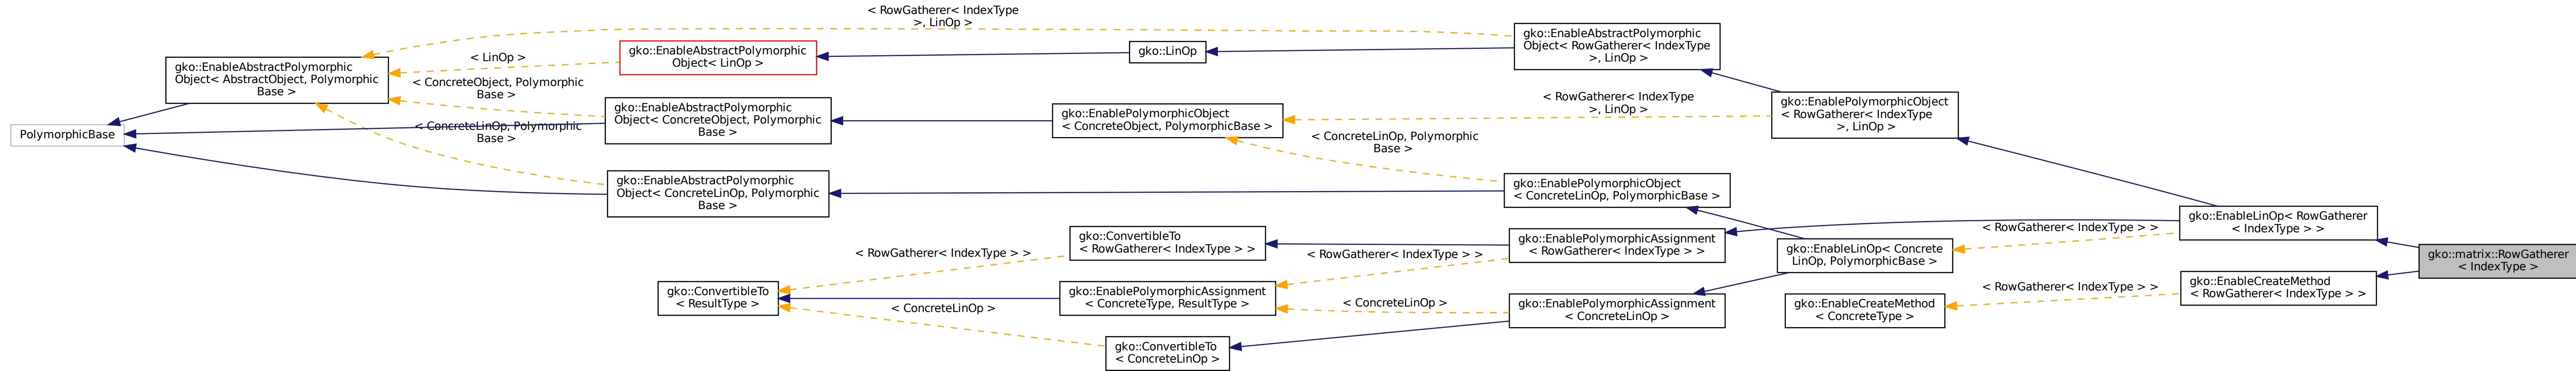 PolymorphicBase
gko::EnableAbstractPolymorphic
Object< AbstractObject, Polymorphic
Base >
< RowGatherer< IndexType
>, LinOp >
< LinOp >
< ConcreteObject, Polymorphic
Base >
< ConcreteLinOp, Polymorphic
Base >
gko::EnableAbstractPolymorphic
Object< LinOp >
gko::EnableAbstractPolymorphic
Object< ConcreteObject, Polymorphic
Base >
gko::EnableAbstractPolymorphic
Object< ConcreteLinOp, Polymorphic
Base >
gko::ConvertibleTo
< ResultType >
< RowGatherer< IndexType > >
< ConcreteLinOp >
gko::LinOp
gko::EnablePolymorphicObject
< ConcreteObject, PolymorphicBase >
gko::ConvertibleTo
< RowGatherer< IndexType > >
gko::EnablePolymorphicAssignment
< ConcreteType, ResultType >
gko::ConvertibleTo
< ConcreteLinOp >
< RowGatherer< IndexType
>, LinOp >
< ConcreteLinOp, Polymorphic
Base >
< RowGatherer< IndexType > >
< ConcreteLinOp >
gko::EnableAbstractPolymorphic
Object< RowGatherer< IndexType
>, LinOp >
gko::EnablePolymorphicObject
< ConcreteLinOp, PolymorphicBase >
gko::EnablePolymorphicAssignment
< RowGatherer< IndexType > >
gko::EnablePolymorphicAssignment
< ConcreteLinOp >
gko::EnablePolymorphicObject
< RowGatherer< IndexType
>, LinOp >
gko::EnableLinOp< Concrete
LinOp, PolymorphicBase >
gko::EnableCreateMethod
< ConcreteType >
< RowGatherer< IndexType > >
< RowGatherer< IndexType > >
gko::EnableLinOp< RowGatherer
< IndexType > >
gko::EnableCreateMethod
< RowGatherer< IndexType > >
gko::matrix::RowGatherer
< IndexType >